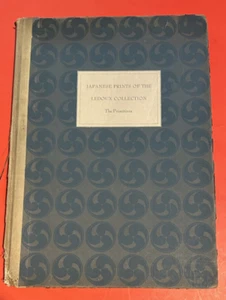 JAPANESE PRINTS OF THE
LEDOUX COLLECTION
The Primitives